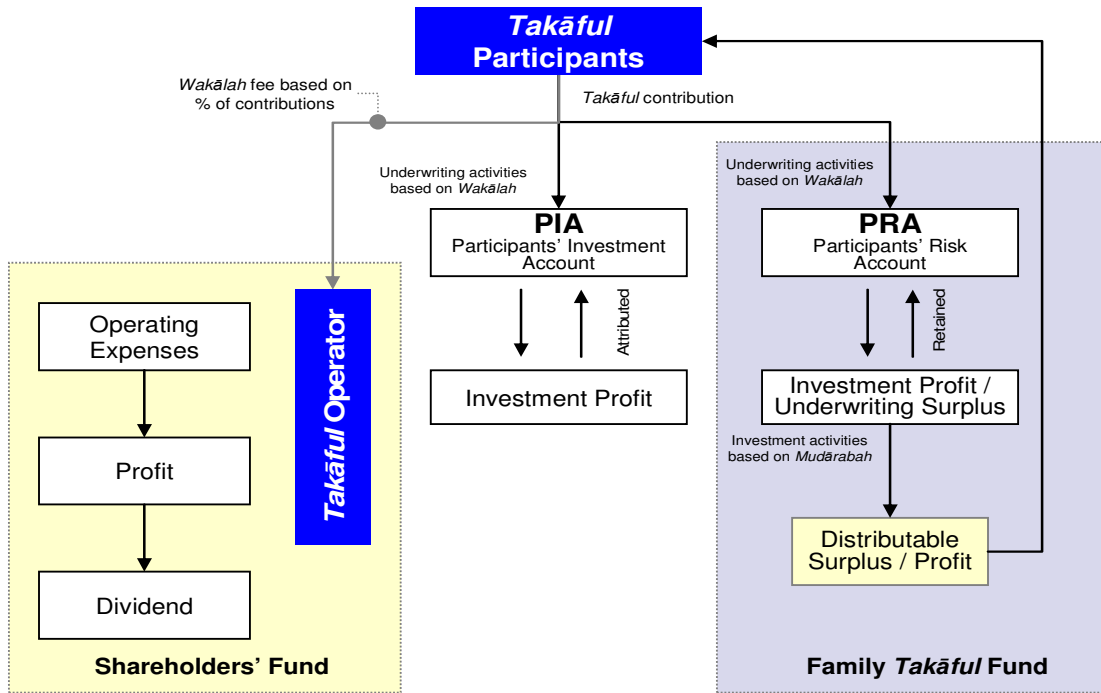 Takāful
Participants
Wakālah fee based on
% of contributions
Takāful contribution
Underwriting activities
based on Wakālah
Underwriting activities
based on Wakālah
PIA
Participants' Investment
Account
PRA
Participants' Risk
Account
Operating
Expenses
Takāful Operator
Attributed
Retained
Investment Profit
Investment Profit /
Underwriting Surplus
Investment activities
based on Mudārabah
Profit
Distributable
Surplus / Profit
Dividend
Shareholders' Fund
Family Takāful Fund